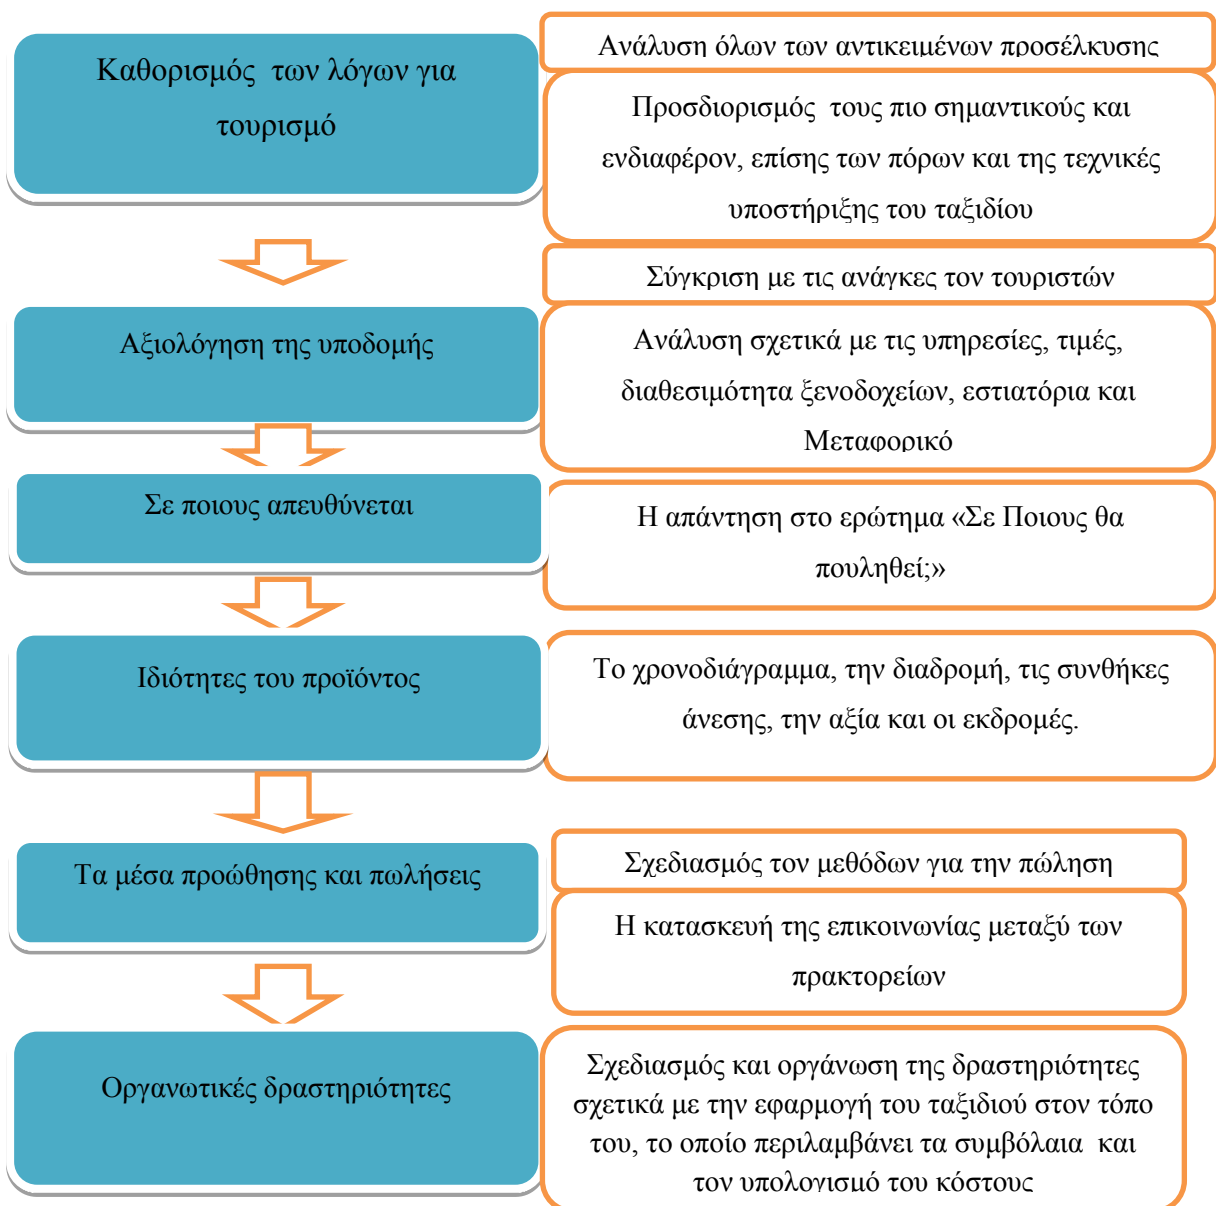 Καθορισμός των λόγων για
τουρισμό
Ανάλυση όλων των αντικειμένων προσέλκυσης
Προσδιορισμός τους πιο σημαντικούς και
ενδιαφέρον, επίσης των πόρων και της τεχνικές
υποστήριξης του ταξιδίου
Σύγκριση με τις ανάγκες τον τουριστών
Αξιολόγηση της υποδομής
Ανάλυση σχετικά με τις υπηρεσίες, τιμές,
διαθεσιμότητα ξενοδοχείων, εστιατόρια και
Μεταφορικό
Σε ποιους απευθύνεται
Η απάντηση στο ερώτημα «Σε Ποιους θα
πουληθεί;»
Ιδιότητες του προϊόντος
Το χρονοδιάγραμμα, την διαδρομή, τις συνθήκες
άνεσης, την αξία και οι εκδρομές.
Τα μέσα προώθησης και πωλήσεις
Σχεδιασμός τον μεθόδων για την πώληση
Η κατασκευή της επικοινωνίας μεταξύ των
πρακτορείων
Οργανωτικές δραστηριότητες
Σχεδιασμός και οργάνωση της δραστηριότητες
σχετικά με την εφαρμογή του ταξιδιού στον τόπο
του, το οποίο περιλαμβάνει τα συμβόλαια και
τον υπολογισμό του κόστους